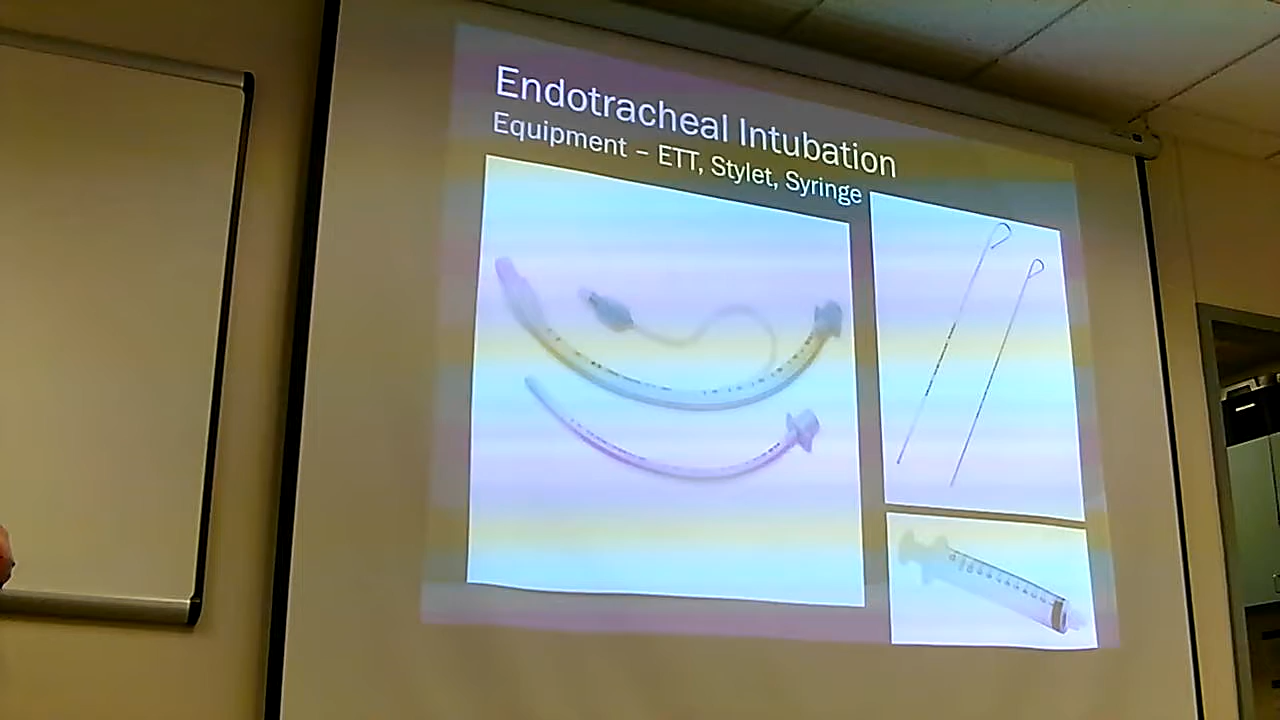 Endotracheal Intubation
Equipment – ETT, Stylet, Syringe